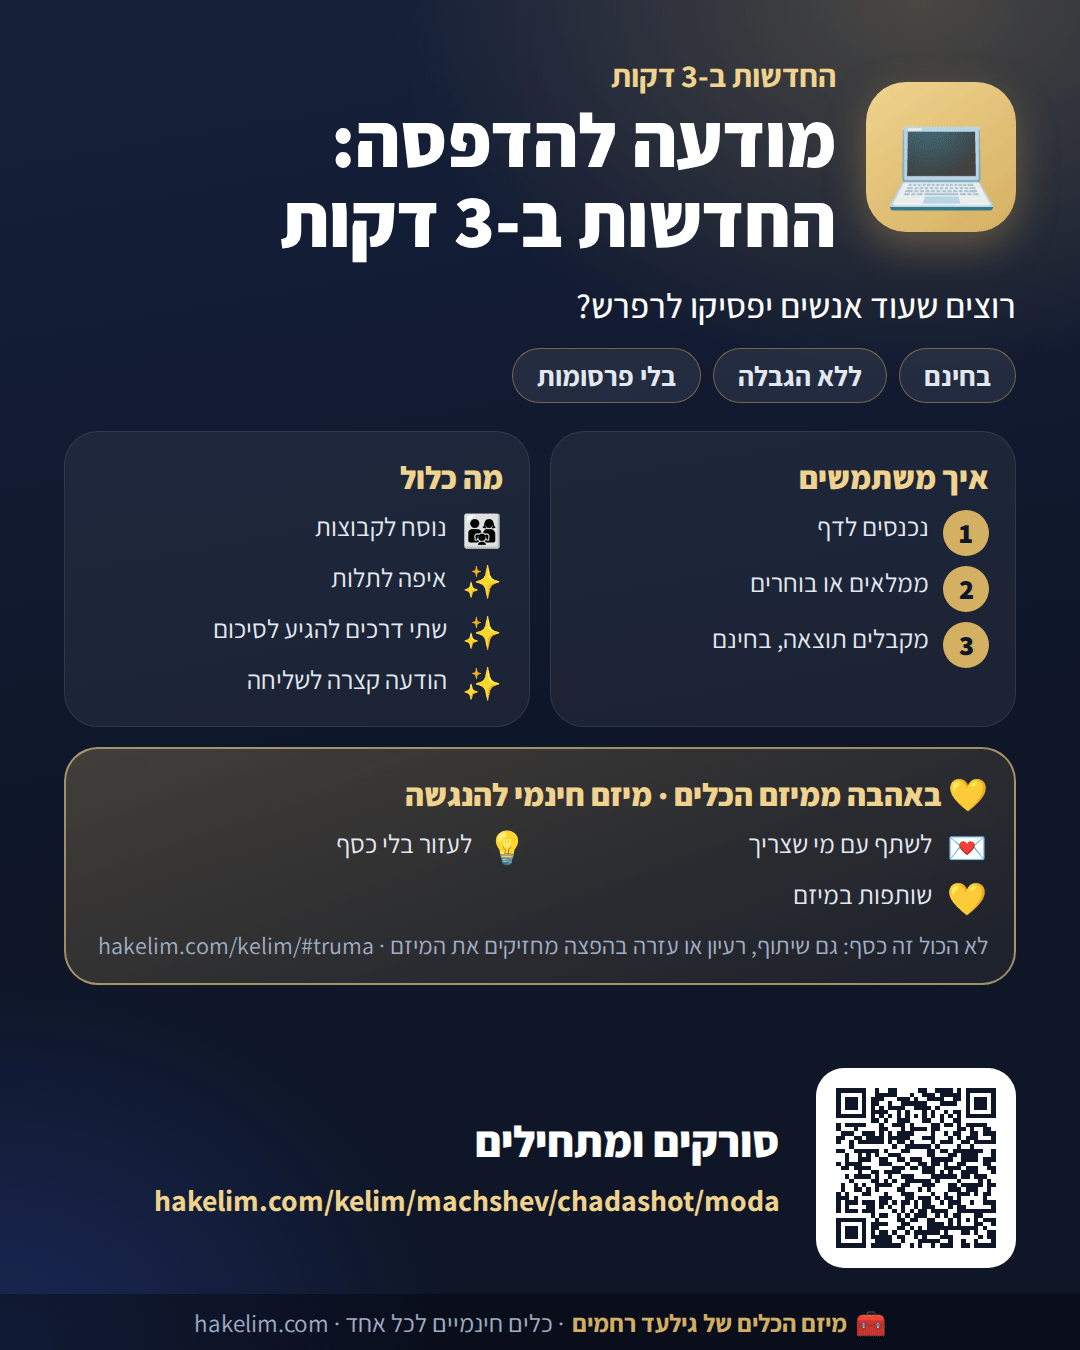 החדשות ב-3 דקות
מודעה להדפסה:
החדשות ב-3 דקות
רוצים שעוד אנשים יפסיקו לרפרש?
בחינם
ללא הגבלה
בלי פרסומות
איך משתמשים
1 נכנסים לדף
2 ממלאים או בוחרים
3 מקבלים תוצאה, בחינם
מה כלול
נוסח לקבוצות
איפה לתלות
שתי דרכים להגיע לסיכום
הודעה קצרה לשליחה
💛 באהבה ממיזם הכלים · מיזם חינמי להנגשה
💌 לשתף עם מי שצריך
💡 לעזור בלי כסף
💛 שותפות במיזם
לא הכול זה כסף: גם שיתוף, רעיון או עזרה בהפצה מחזיקים את המיזם · hakelim.com/kelim/#truma
סורקים ומתחילים
hakelim.com/kelim/machshev/chadashot/moda
🧰 מיזם הכלים של גילעד רחמים · כלים חינמיים לכל אחד · hakelim.com